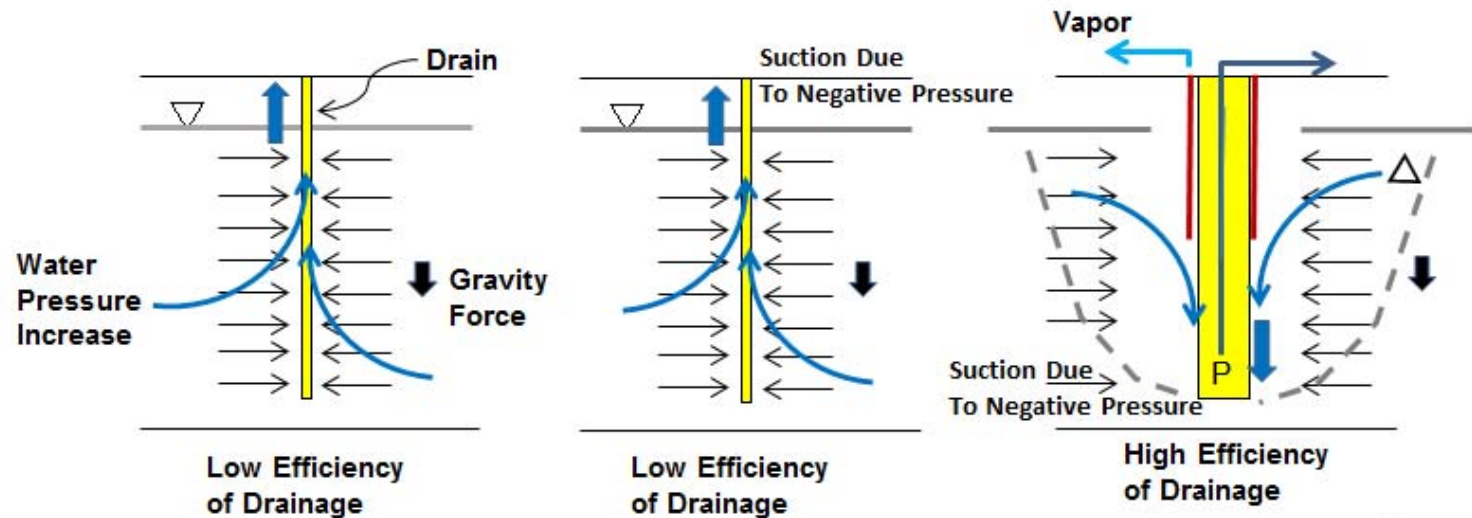 Drain
Water
Pressure
Increase
Gravity
Force
Low Efficiency
of Drainage
Suction Due
To Negative Pressure
Low Efficiency
of Drainage
Vapor
P
Suction Due
To Negative Pressure
High Efficiency
of Drainage